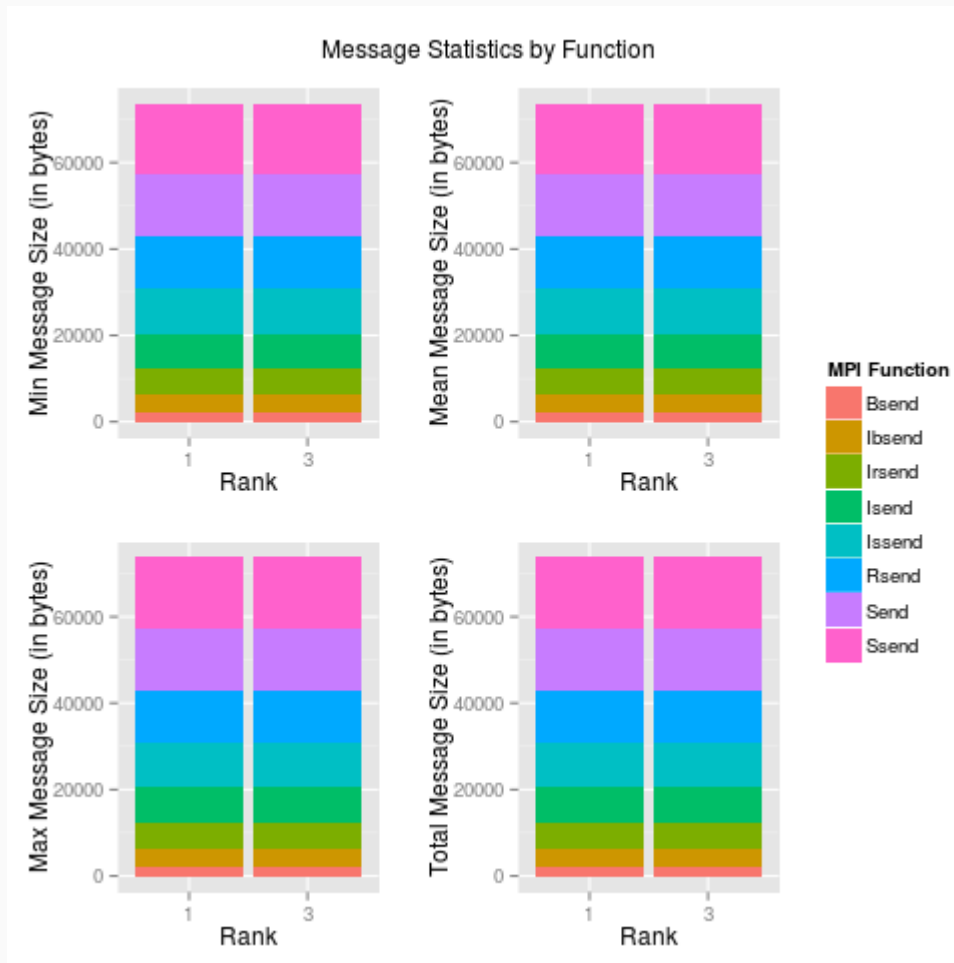 Message Statistics by Function
Min Message Size (in bytes)
60000
40000
20000
0
1 3
Rank
Mean Message Size (in bytes)
60000
40000
20000
0
1 3
Rank
MPI Function
Bsend
Ibsend
Irsend
Isend
Issend
Rsend
Send
Ssend
Max Message Size (in bytes)
60000
40000
20000
0
1 3
Rank
Total Message Size (in bytes)
60000
40000
20000
0
1 3
Rank